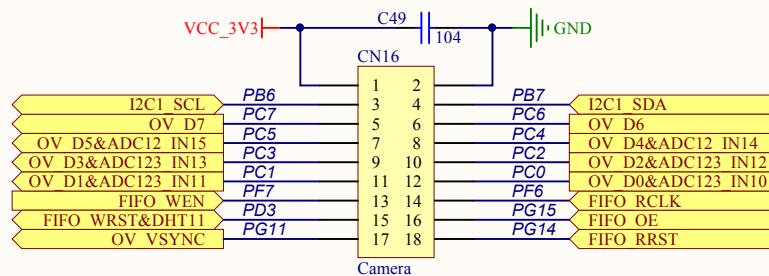 C49
VCC_3V3
GND
104
CN16
1 2
I2C1_SCL PB6 3 4 PB7 I2C1_SDA
OV_D7 PC7 5 6 PC6 OV_D6
OV_D5&ADC12_IN15 PC5 7 8 PC4 OV_D4&ADC12_IN14
OV_D3&ADC123_IN13 PC3 9 10 PC2 OV_D2&ADC123_IN12
OV_D1&ADC123_IN11 PC1 11 12 PC0 OV_D0&ADC123_IN10
FIFO_WEN PF7 13 14 PF6 FIFO_RCLK
FIFO_WRST&DHT11 PD3 15 16 PG15 FIFO_OE
OV_VSYNC PG11 17 18 PG14 FIFO_RRST
Camera